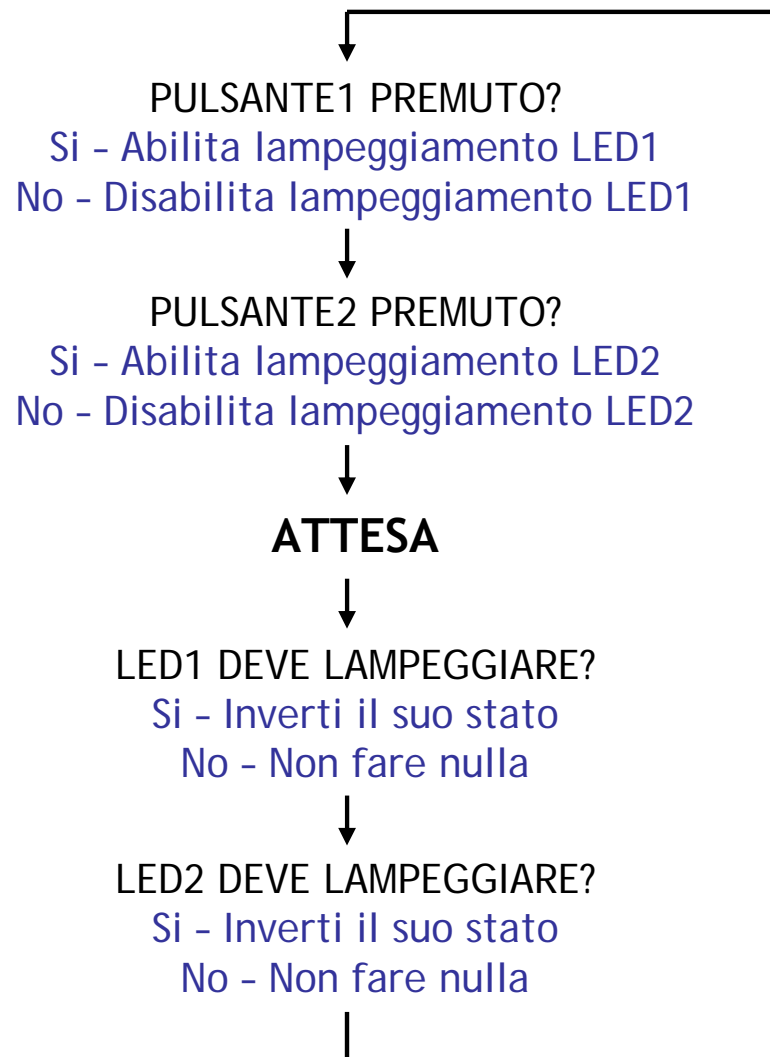 PULSANTE1 PREMUTO?
Si – Abilita lampeggiamento LED1
No – Disabilita lampeggiamento LED1
PULSANTE2 PREMUTO?
Si – Abilita lampeggiamento LED2
No – Disabilita lampeggiamento LED2
ATTESA
LED1 DEVE LAMPEGGIARE?
Si – Inverti il suo stato
No – Non fare nulla
LED2 DEVE LAMPEGGIARE?
Si – Inverti il suo stato
No – Non fare nulla